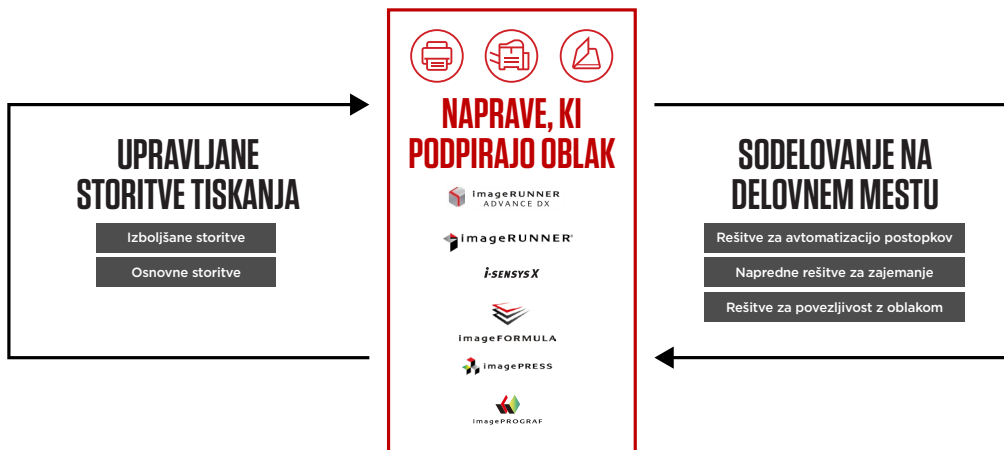 UPRAVLJANE
STORITVE TISKANJA
Izboljšane storitve
Osnovne storitve
NAPRAVE, KI
PODPIRAJO OBLAK
imageRUNNER
ADVANCE DX
imageRUNNER®
i-SENSYS X
imageFORMULA
imagePRESS
imagePROGRAF
SODELOVANJE NA
DELOVNEM MESTU
Rešitve za avtomatizacijo postopkov
Napredne rešitve za zajemanje
Rešitve za povezljivost z oblakom